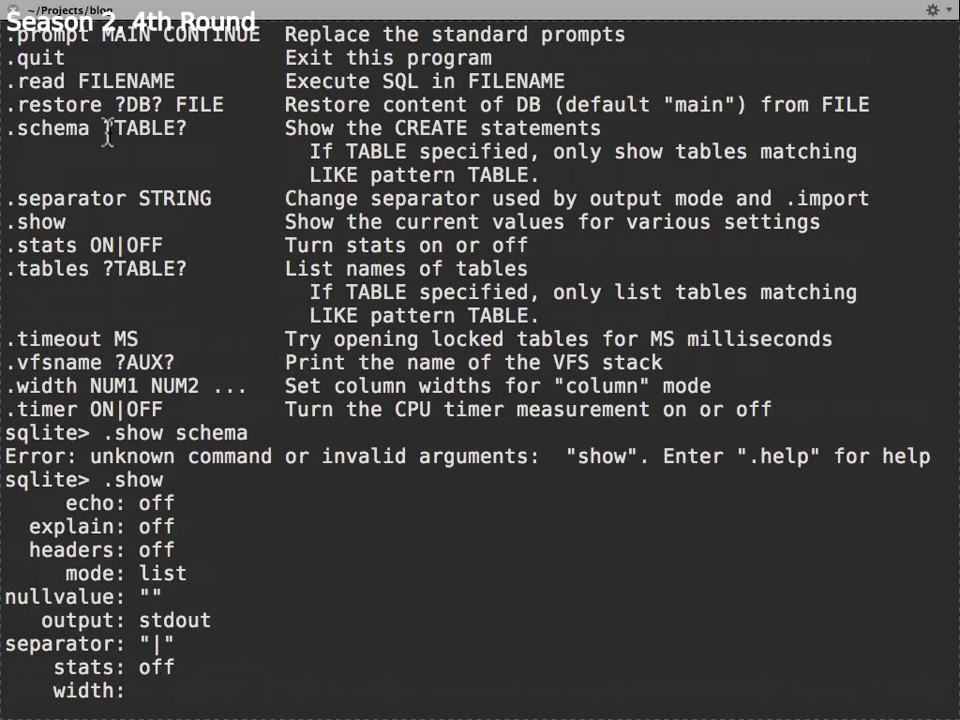 ~/Projects/blog
Season 2, 4th Round
.prompt MAIN CONTINUE  Replace the standard prompts
.quit                  Exit this program
.read FILENAME         Execute SQL in FILENAME
.restore ?DB? FILE     Restore content of DB (default "main") from FILE
.schema ?TABLE?        Show the CREATE statements
                         If TABLE specified, only show tables matching
                         LIKE pattern TABLE.
.separator STRING      Change separator used by output mode and .import
.show                  Show the current values for various settings
.stats ON|OFF          Turn stats on or off
.tables ?TABLE?        List names of tables
                         If TABLE specified, only list tables matching
                         LIKE pattern TABLE.
.timeout MS            Try opening locked tables for MS milliseconds
.vfsname ?AUX?         Print the name of the VFS stack
.width NUM1 NUM2 ...   Set column widths for "column" mode
.timer ON|OFF          Turn the CPU timer measurement on or off
sqlite> .show schema
Error: unknown command or invalid arguments:  "show". Enter ".help" for help
sqlite> .show
     echo: off
  explain: off
  headers: off
     mode: list
nullvalue: ""
   output: stdout
separator: "|"
    stats: off
    width: